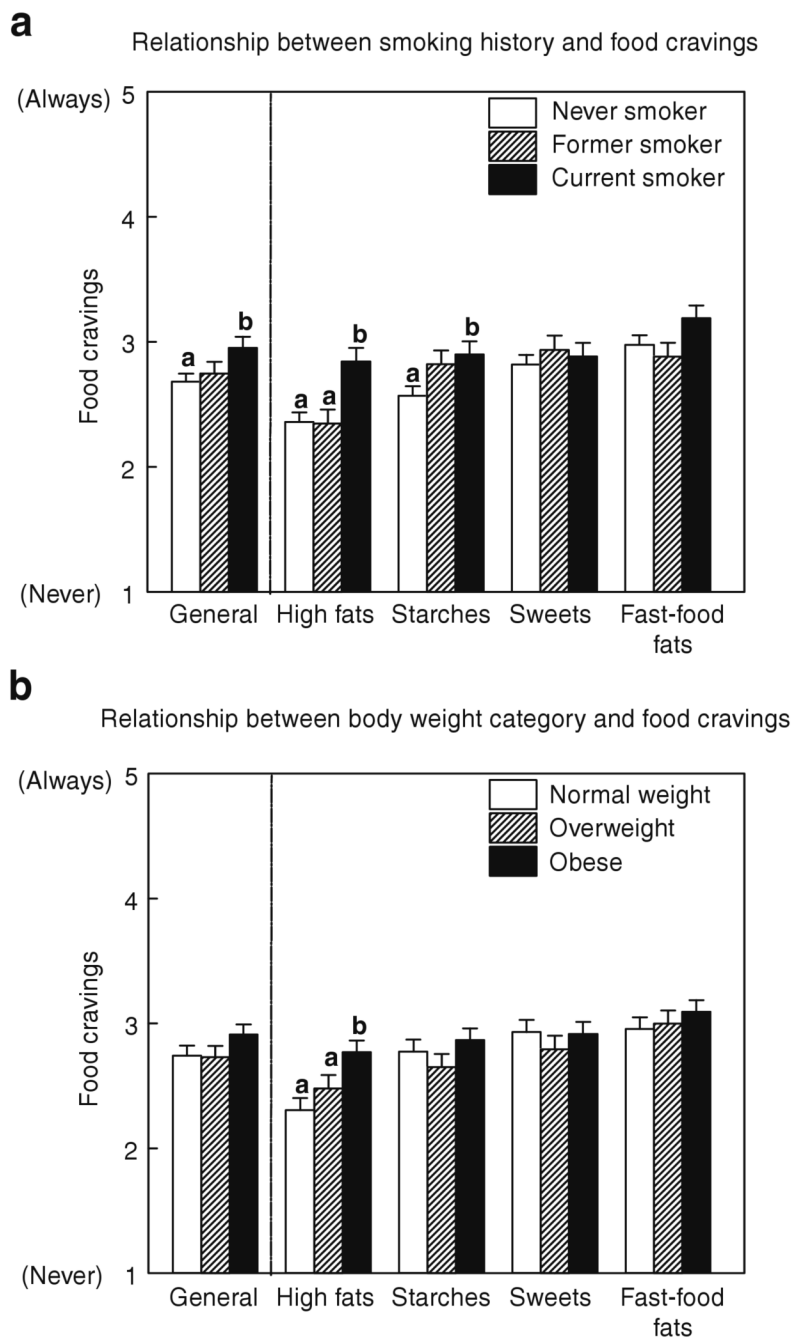 a
Relationship between smoking history and food cravings
(Always) 5
Never smoker
Former smoker
Current smoker
4
Food cravings
3
b
a
b
a a
b
a
2
(Never) 1
General High fats Starches Sweets Fast-food
fats
b
Relationship between body weight category and food cravings
(Always) 5
Normal weight
Overweight
Obese
4
Food cravings
3
b
a
a
2
(Never) 1
General High fats Starches Sweets Fast-food
fats